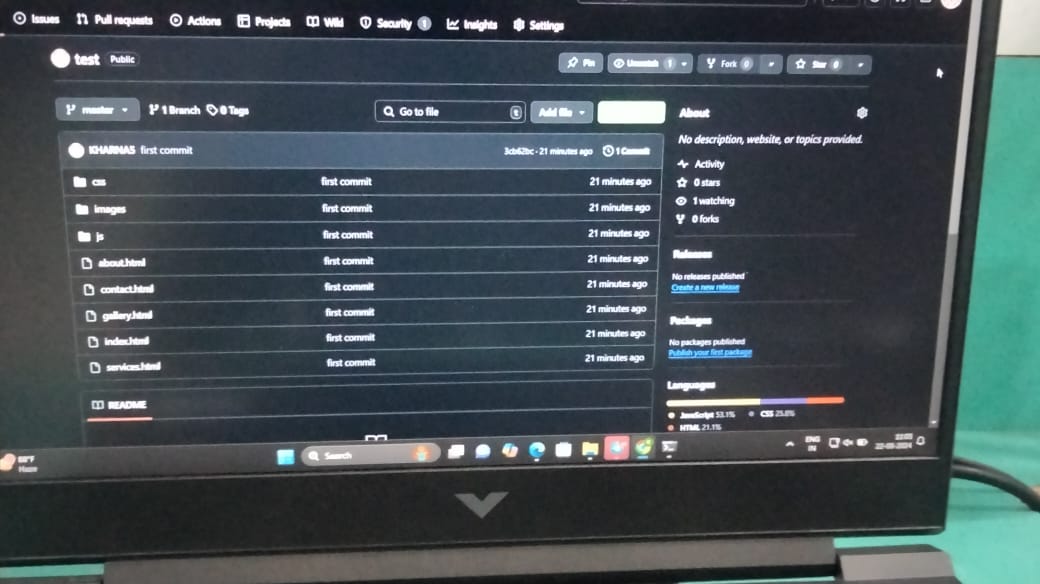 Issues Pull requests Actions Projects Wiki Security 1 Insights Settings
test Public Pin Unwatch 1 Fork 0 Star 0
master 1 Branch 0 Tags Go to file t Add file About
No description, website, or topics provided.
KHARNA5 first commit 3cb62bc · 21 minutes ago 1 Commit
Activity
css first commit 21 minutes ago
0 stars
images first commit 21 minutes ago
1 watching
js first commit 21 minutes ago
0 forks
about.html first commit 21 minutes ago
Releases
contact.html first commit 21 minutes ago
No releases published
Create a new release
gallery.html first commit 21 minutes ago
Packages
index.html first commit 21 minutes ago
No packages published
Publish your first package
services.html first commit 21 minutes ago
Languages
README
JavaScript 53.1% CSS 25.8%
HTML 21.1%
Haze
Search
ENG
IN
22-08-2024